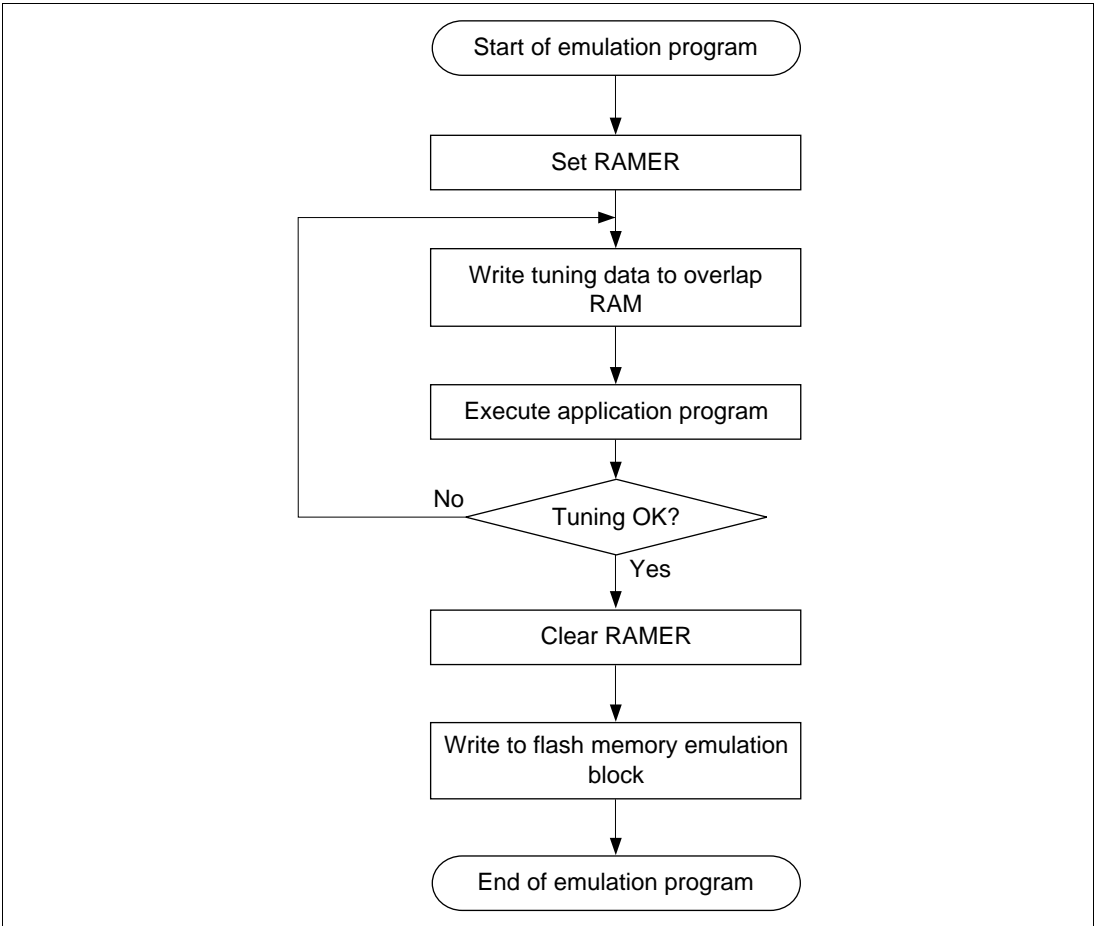 Start of emulation program
Set RAMER
Write tuning data to overlap
RAM
Execute application program
No
Tuning OK?
Yes
Clear RAMER
Write to flash memory emulation
block
End of emulation program